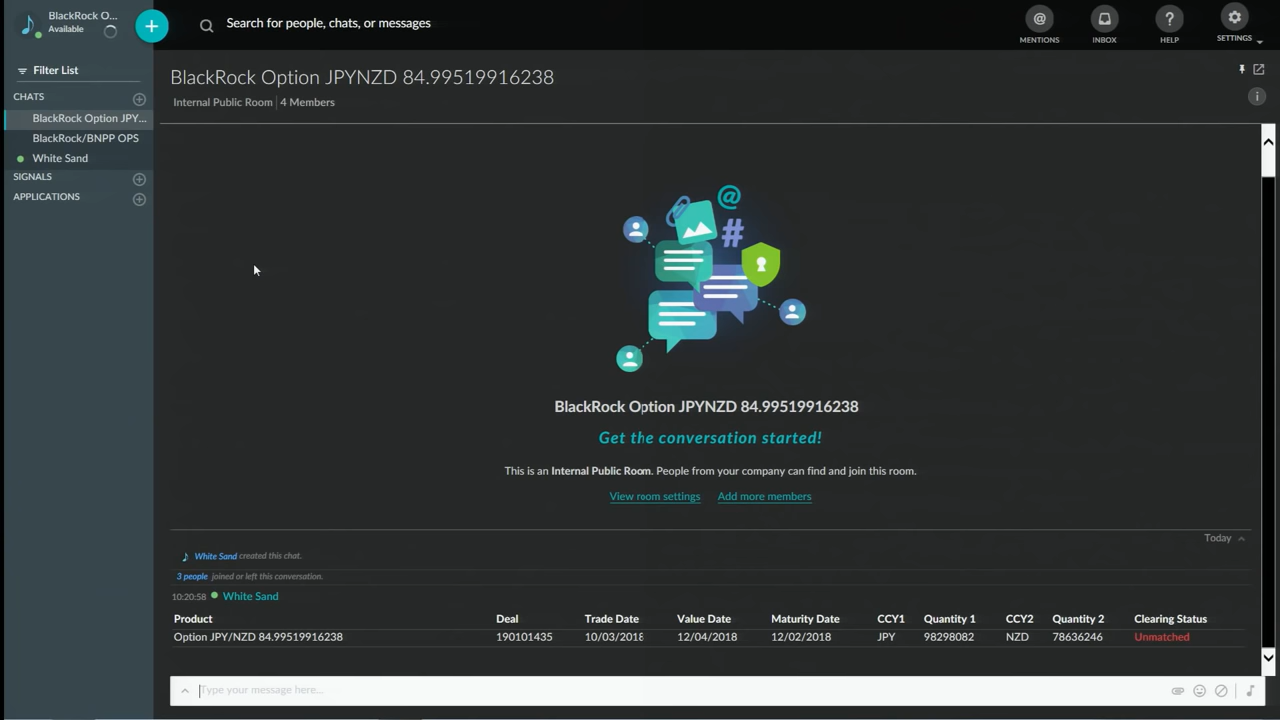 BlackRock O...
Available
Search for people, chats, or messages
@
MENTIONS
INBOX
?
HELP
SETTINGS
Filter List
CHATS
BlackRock Option JPY...
BlackRock/BNPP OPS
White Sand
SIGNALS
APPLICATIONS
BlackRock Option JPYNZD 84.99519916238
Internal Public Room | 4 Members
@
#
BlackRock Option JPYNZD 84.99519916238
Get the conversation started!
This is an Internal Public Room. People from your company can find and join this room.
View room settings Add more members
Today
White Sand created this chat.
3 people joined or left this conversation.
10:20:58 White Sand
Product Deal Trade Date Value Date Maturity Date CCY1 Quantity 1 CCY2 Quantity 2 Clearing Status
Option JPY/NZD 84.99519916238 190101435 10/03/2018 12/04/2018 12/02/2018 JPY 98298082 NZD 78636246 Unmatched
Type your message here...